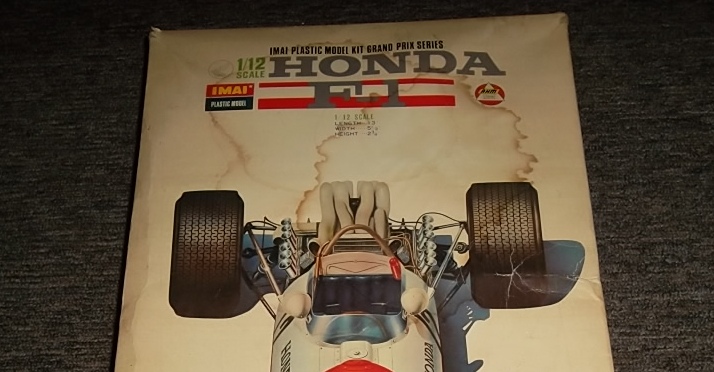 IMAI PLASTIC MODEL KIT GRAND PRIX SERIES
1/12
SCALE
HONDA
F1
IMAI
PLASTIC MODEL
1/12 SCALE
LENGTH
WIDTH
HEIGHT
HONDA